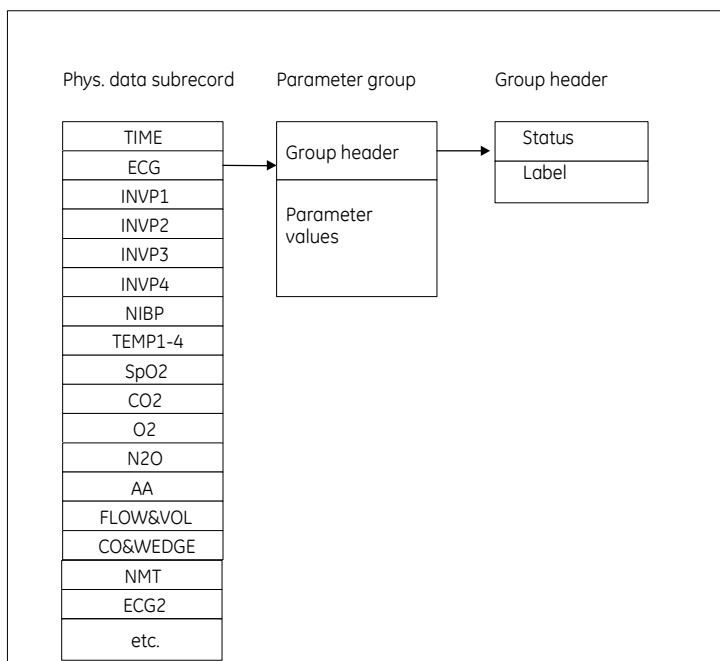 Phys. data subrecord
Parameter group
Group header
TIME
ECG
INVP1
INVP2
INVP3
INVP4
NIBP
TEMP1-4
SpO2
CO2
O2
N2O
AA
FLOW&VOL
CO&WEDGE
NMT
ECG2
etc.
Group header
Parameter
values
Status
Label